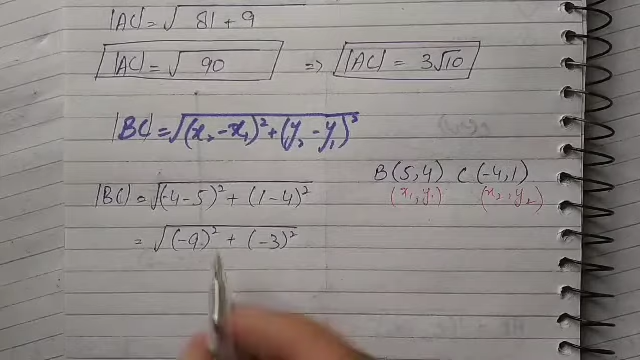 |AC| = √81 + 9
|AC| = √90 ⇒ |AC| = 3√10
|BC| = √(x₂ - x₁)² + (y₂ - y₁)²
B(5,4) C(-4,1)
(x₁, y₁) (x₂, y₂)
|BC| = √(-4 - 5)² + (1 - 4)²
= √(-9)² + (-3)²